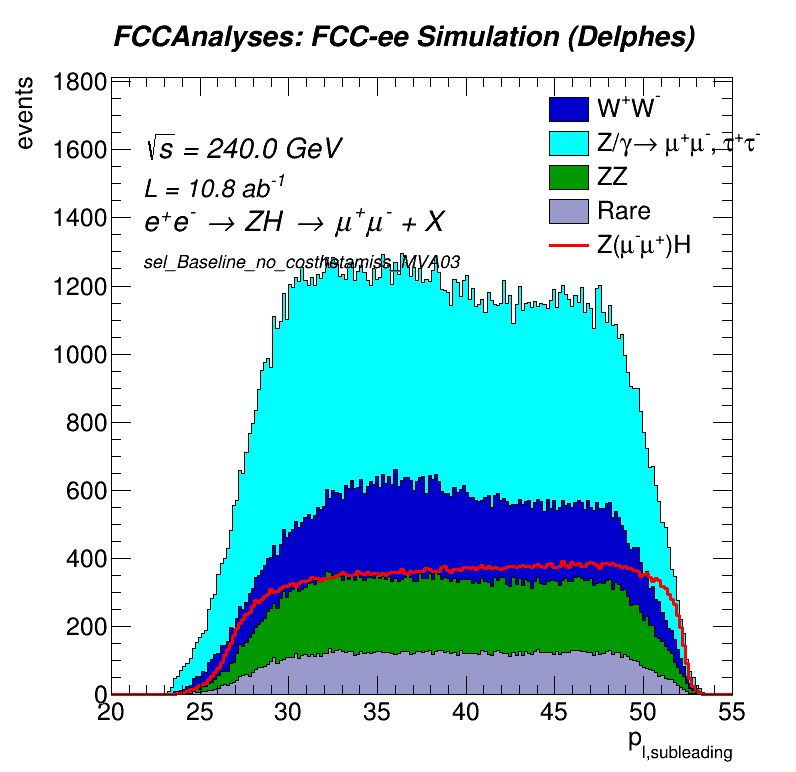 FCCAnalyses: FCC-ee Simulation (Delphes)
events
1800
1600
1400
1200
1000
800
600
400
200
0
√s = 240.0 GeV
L = 10.8 ab⁻¹
e⁺e⁻ → ZH → μ⁺μ⁻ + X
sel_Baseline_no_costhetamiss_MVA03
W⁺W⁻
Z/γ→ μ⁺μ⁻, τ⁺τ⁻
ZZ
Rare
Z(μ⁻μ⁺)H
20 25 30 35 40 45 50 55
p_l,subleading